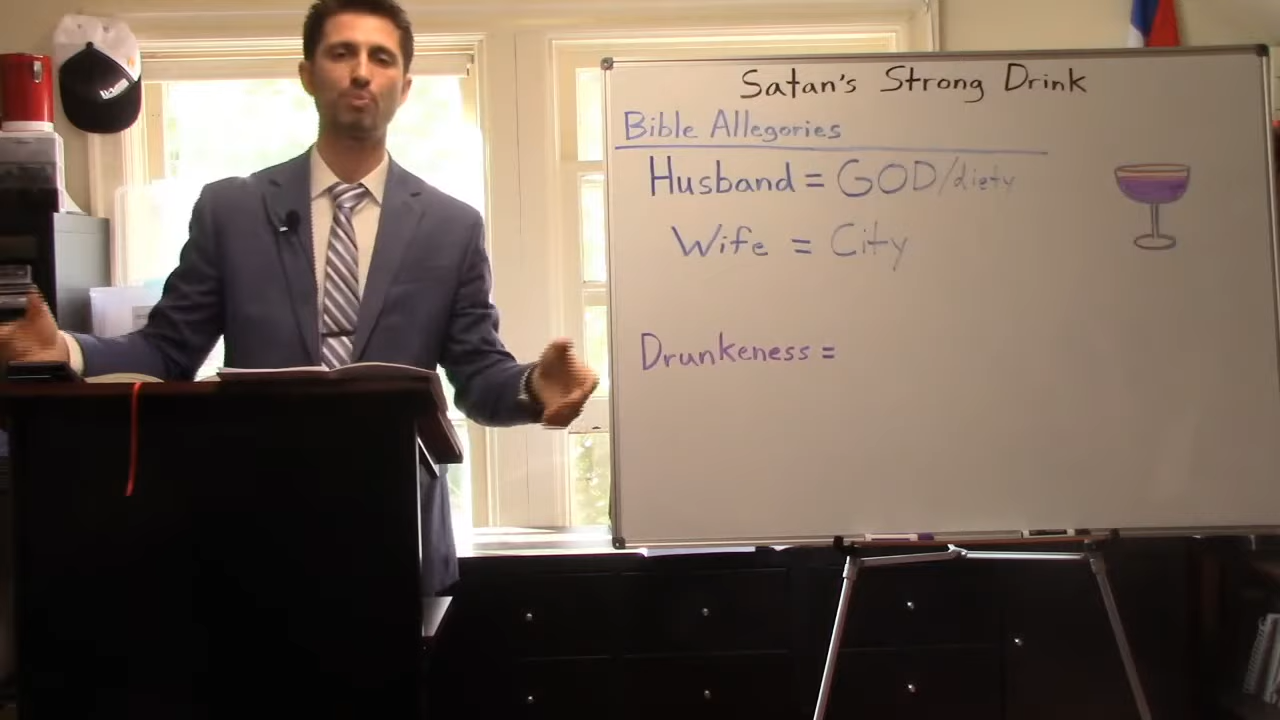 Satan's Strong Drink
Bible Allegories
Husband = GOD/diety
Wife = City
Drunkeness =